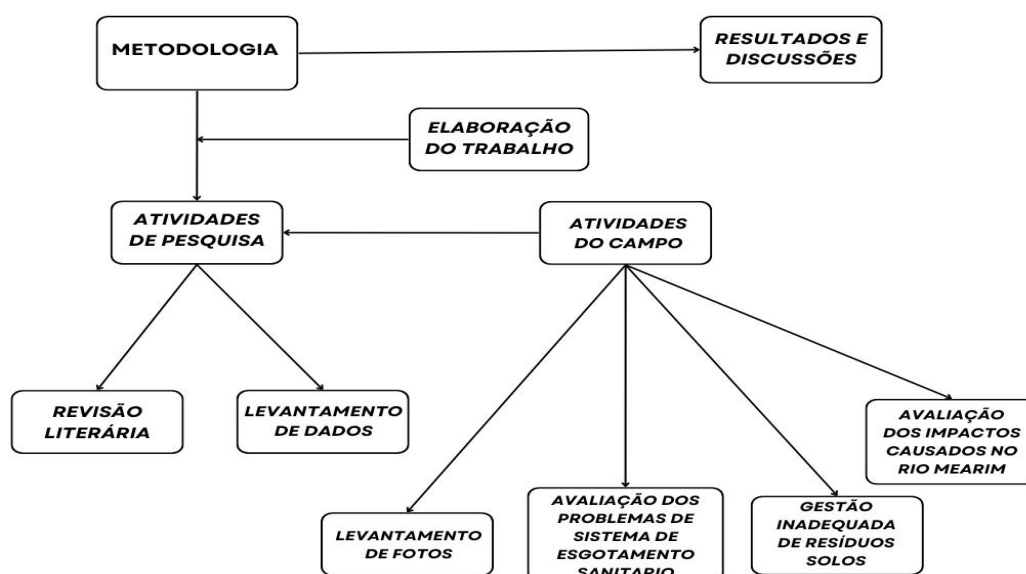 METODOLOGIA
RESULTADOS E
DISCUSSÕES
ELABORAÇÃO
DO TRABALHO
ATIVIDADES
DE PESQUISA
ATIVIDADES
DO CAMPO
REVISÃO
LITERÁRIA
LEVANTAMENTO
DE DADOS
AVALIAÇÃO
DOS IMPACTOS
CAUSADOS NO
RIO MEARIM
LEVANTAMENTO
DE FOTOS
AVALIAÇÃO DOS
PROBLEMAS DE
SISTEMA DE
ESGOTAMENTO
SANITARIO
GESTÃO
INADEQUADA
DE RESÍDUOS
SOLOS